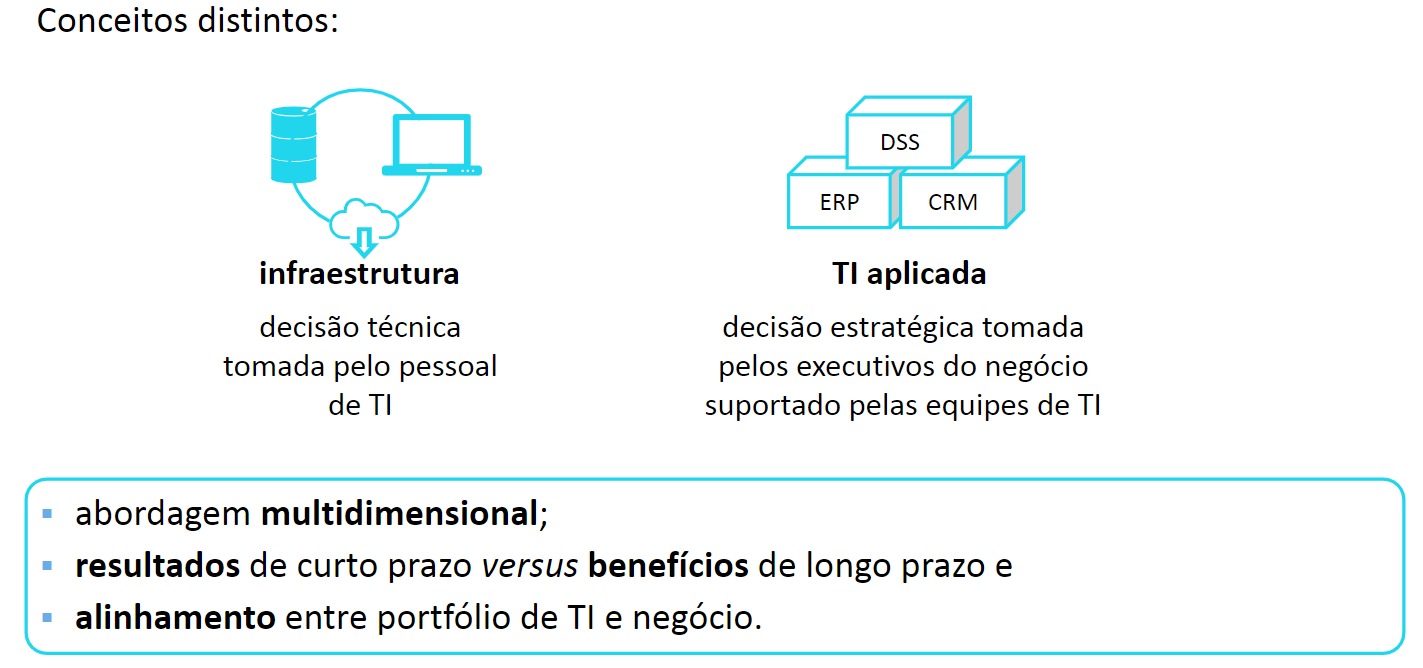 Conceitos distintos:
DSS
ERP
CRM
infraestrutura
decisão técnica
tomada pelo pessoal
de TI
TI aplicada
decisão estratégica tomada
pelos executivos do negócio
suportado pelas equipes de TI
▪ abordagem multidimensional;
▪ resultados de curto prazo versus benefícios de longo prazo e
▪ alinhamento entre portfólio de TI e negócio.